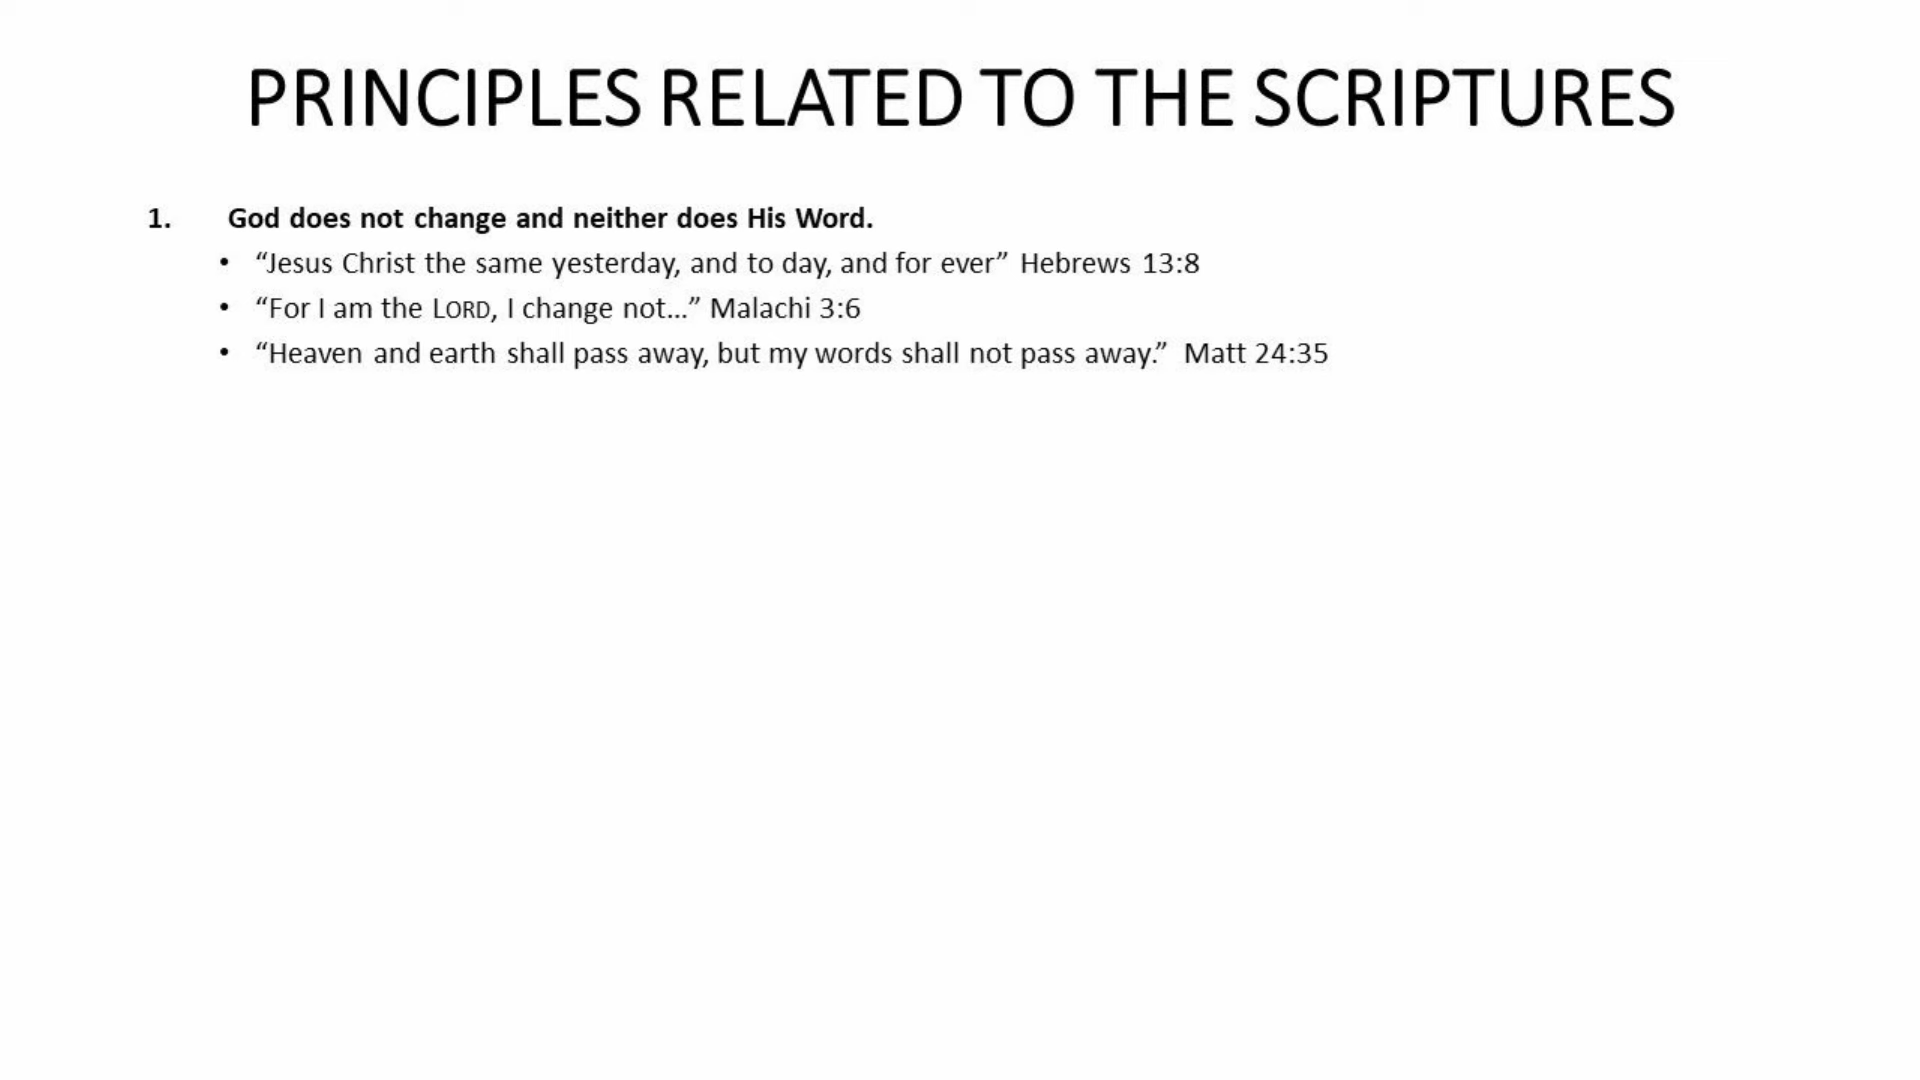 PRINCIPLES RELATED TO THE SCRIPTURES
1. God does not change and neither does His Word.
• “Jesus Christ the same yesterday, and to day, and for ever” Hebrews 13:8
• “For I am the LORD, I change not…” Malachi 3:6
• “Heaven and earth shall pass away, but my words shall not pass away.” Matt 24:35